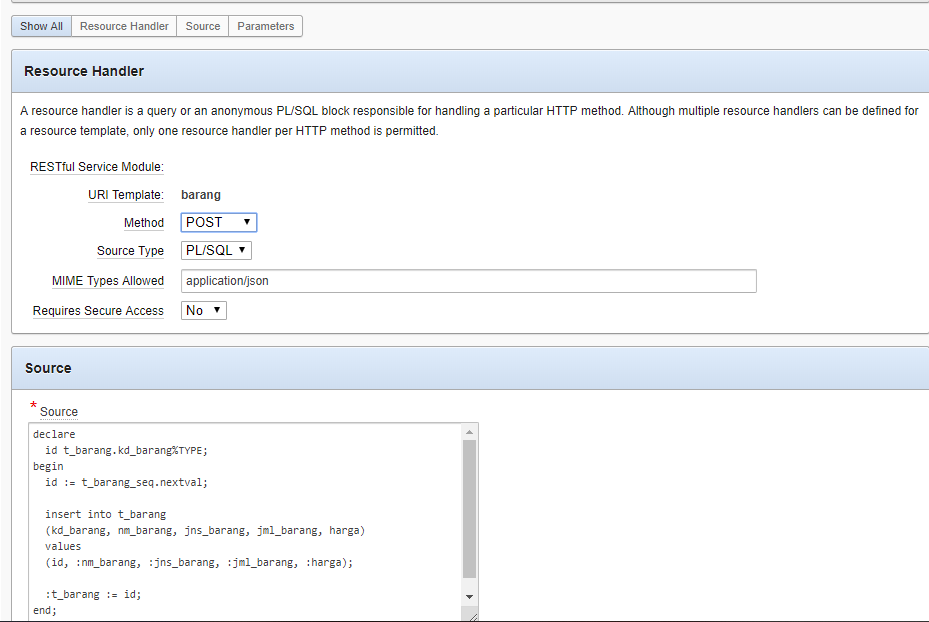 Show All Resource Handler Source Parameters
Resource Handler
A resource handler is a query or an anonymous PL/SQL block responsible for handling a particular HTTP method. Although multiple resource handlers can be defined for
a resource template, only one resource handler per HTTP method is permitted.
RESTful Service Module:
URI Template: barang
Method POST
Source Type PL/SQL
MIME Types Allowed application/json
Requires Secure Access No
Source
* Source
declare
  id t_barang.kd_barang%TYPE;
begin
  id := t_barang_seq.nextval;
  insert into t_barang
  (kd_barang, nm_barang, jns_barang, jml_barang, harga)
  values
  (id, :nm_barang, :jns_barang, :jml_barang, :harga);
  :t_barang := id;
end;